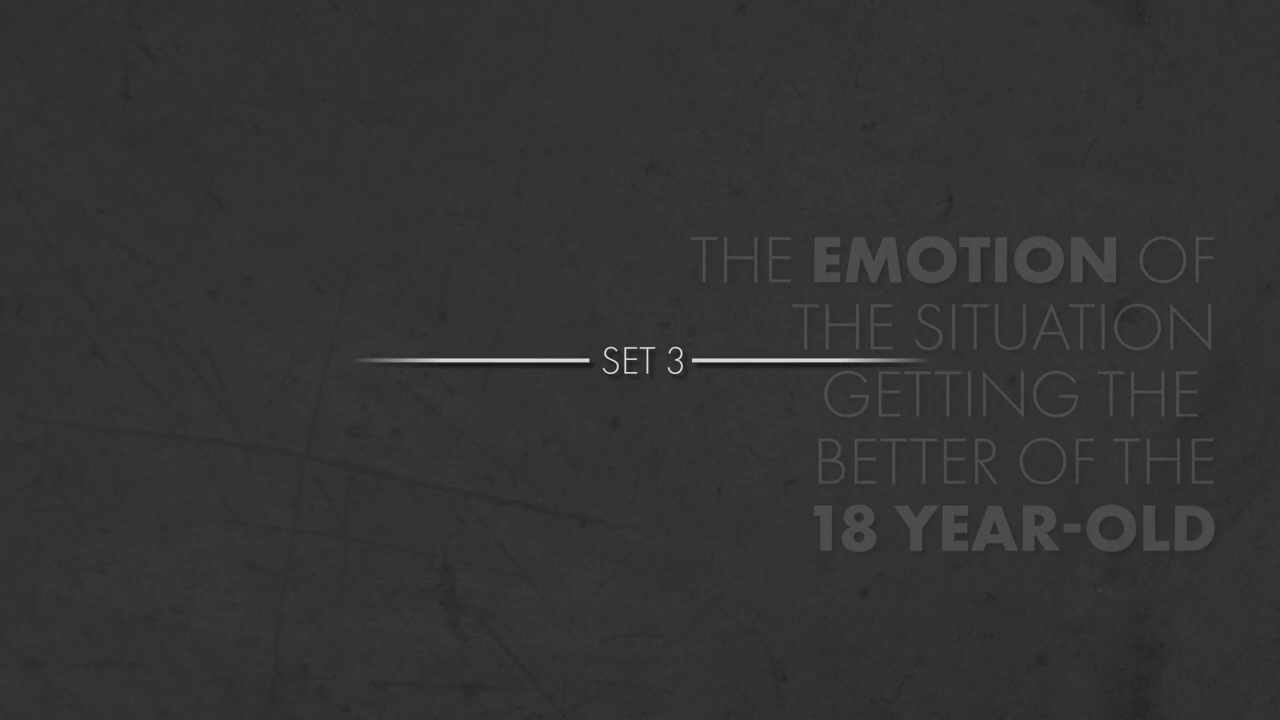 THE EMOTION OF
THE SITUATION
SET 3
GETTING THE
BETTER OF THE
18 YEAR-OLD